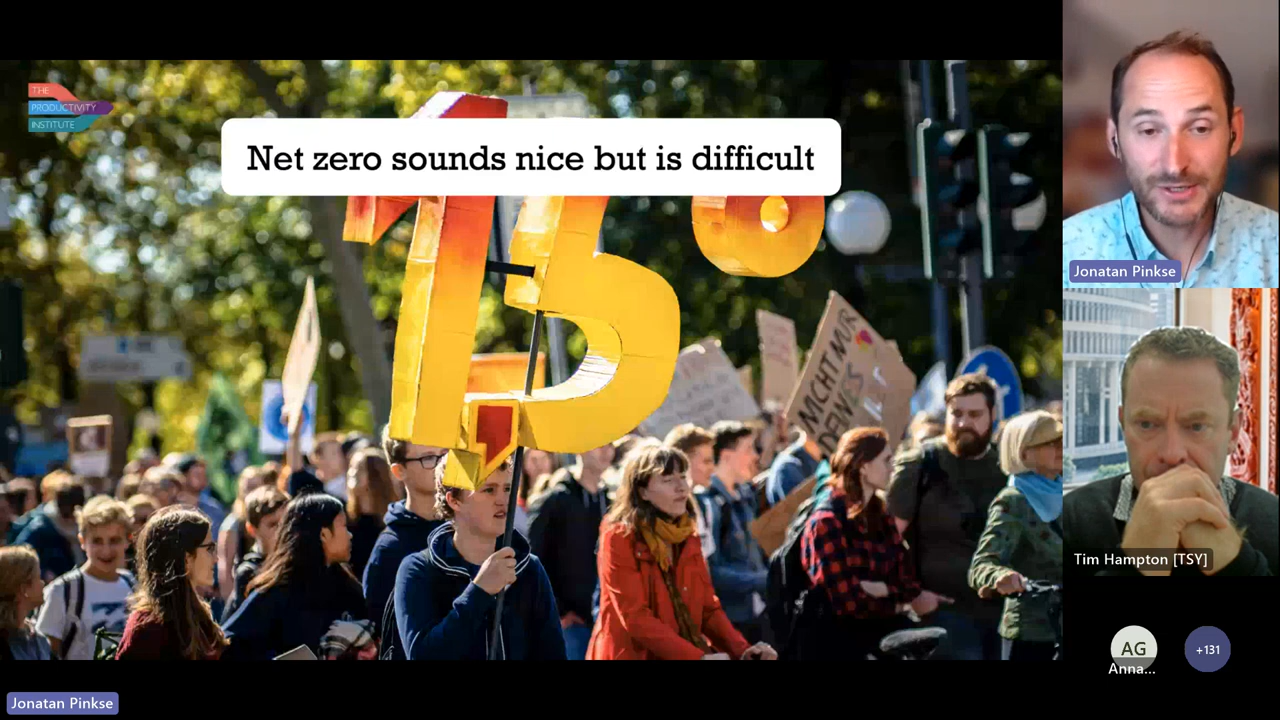 THE
PRODUCTIVITY
INSTITUTE
Net zero sounds nice but is difficult
1,5°
NICHT NUR
Jonatan Pinkse
Tim Hampton [TSY]
AG
Anna...
+131
Jonatan Pinkse